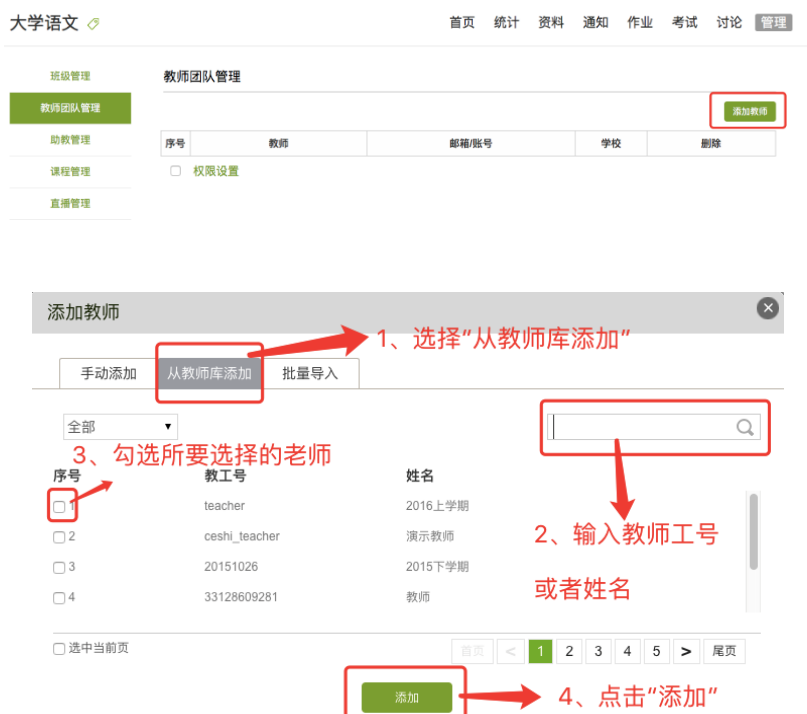 大学语文 首页 统计 资料 通知 作业 考试 讨论 管理
班级管理
教师团队管理
助教管理
课程管理
直播管理
教师团队管理
添加教师
序号 教师 邮箱/账号 学校 删除
权限设置
添加教师
1、选择“从教师库添加”
手动添加 从教师库添加 批量导入
全部
3、勾选所要选择的老师
序号 教工号 姓名
1 teacher 2016上学期
2 ceshi_teacher 演示教师
3 20151026 2015下学期
4 33128609281 教师
2、输入教师工号
或者姓名
选中当前页 首页 < 1 2 3 4 5 > 尾页
添加
4、点击“添加”